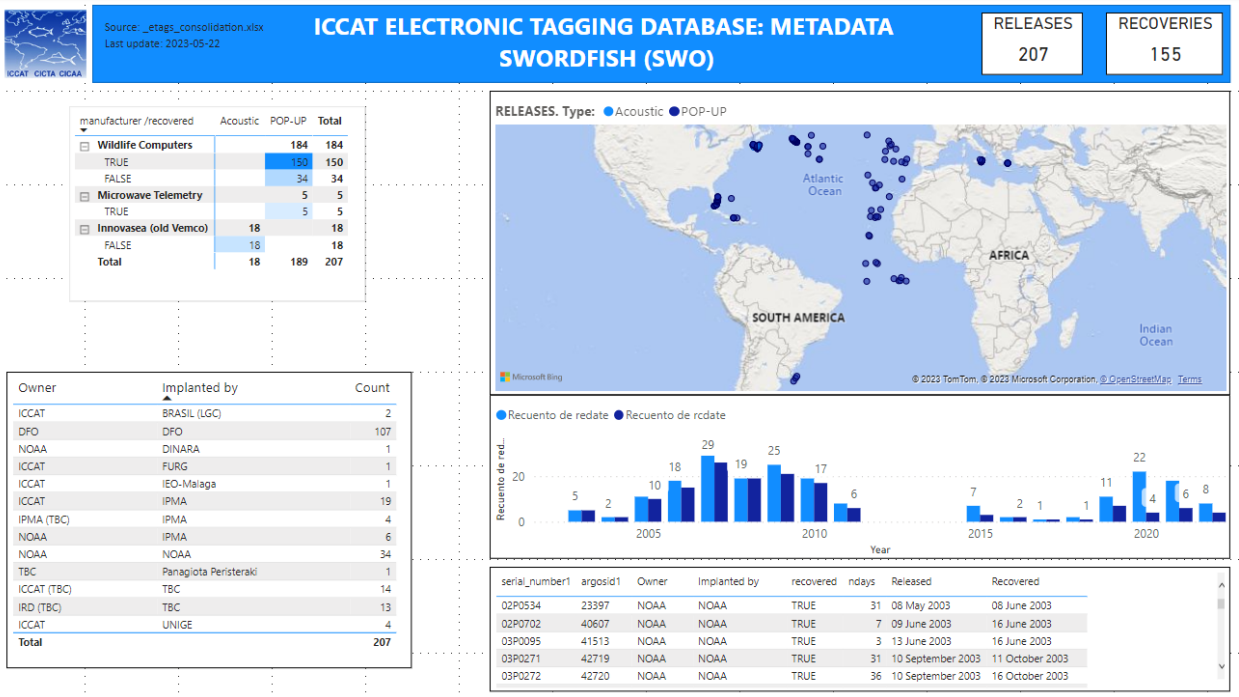 ICCAT CICTA CICAA
Source: _etags_consolidation.xlsx
Last update: 2023-05-22
ICCAT ELECTRONIC TAGGING DATABASE: METADATA
SWORDFISH (SWO)
RELEASES
207
RECOVERIES
155
manufacturer /recovered Acoustic POP-UP Total
Wildlife Computers 184 184
TRUE 150 150
FALSE 34 34
Microwave Telemetry 5 5
TRUE 5 5
Innovasea (old Vemco) 18 18
FALSE 18 18
Total 18 189 207
RELEASES. Type: Acoustic POP-UP
Atlantic
Ocean
AFRICA
SOUTH AMERICA
Indian
Ocean
Microsoft Bing
© 2023 TomTom, © 2023 Microsoft Corporation, © OpenStreetMap Terms
Owner Implanted by Count
ICCAT BRASIL (LGC) 2
DFO DFO 107
NOAA DINARA 1
ICCAT FURG 1
ICCAT IEO-Malaga 1
ICCAT IPMA 19
IPMA (TBC) IPMA 4
NOAA IPMA 6
NOAA NOAA 34
TBC Panagiota Peristeraki 1
ICCAT (TBC) TBC 14
IRD (TBC) TBC 13
ICCAT UNIGE 4
Total 207
Recuento de redate Recuento de rcdate
Recuento de red...
20
0
5 2 10 18 29 19 25 17 6 7 2 1 1 11 22 4 6 8
2005 2010 2015 2020
Year
serial_number1 argosid1 Owner Implanted by recovered ndays Released Recovered
02P0534 23397 NOAA NOAA TRUE 31 08 May 2003 08 June 2003
02P0702 40607 NOAA NOAA TRUE 7 09 June 2003 16 June 2003
03P0095 41513 NOAA NOAA TRUE 3 13 June 2003 16 June 2003
03P0271 42719 NOAA NOAA TRUE 31 10 September 2003 11 October 2003
03P0272 42720 NOAA NOAA TRUE 36 10 September 2003 16 October 2003